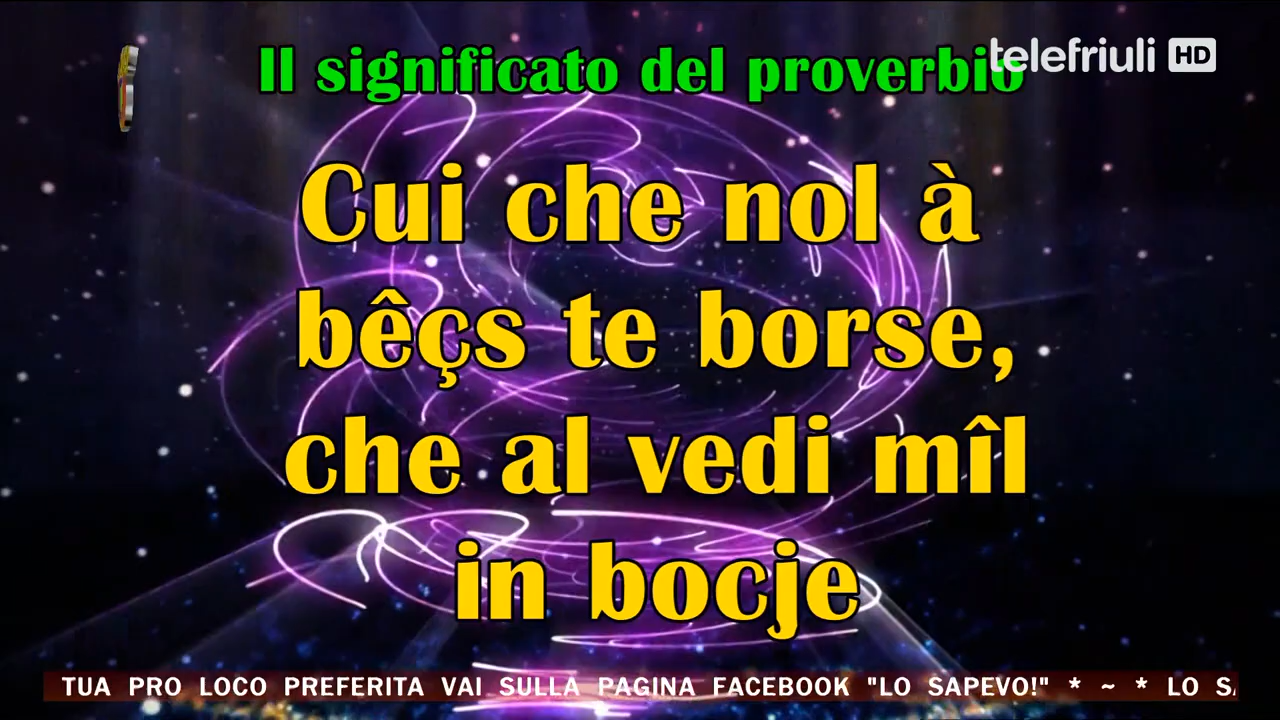 Il significato del proverbio
telefriuli HD
Cui che nol à
bêçs te borse,
che al vedi mîl
in bocje
TUA PRO LOCO PREFERITA VAI SULLA PAGINA FACEBOOK "LO SAPEVO!" * ~ * LO